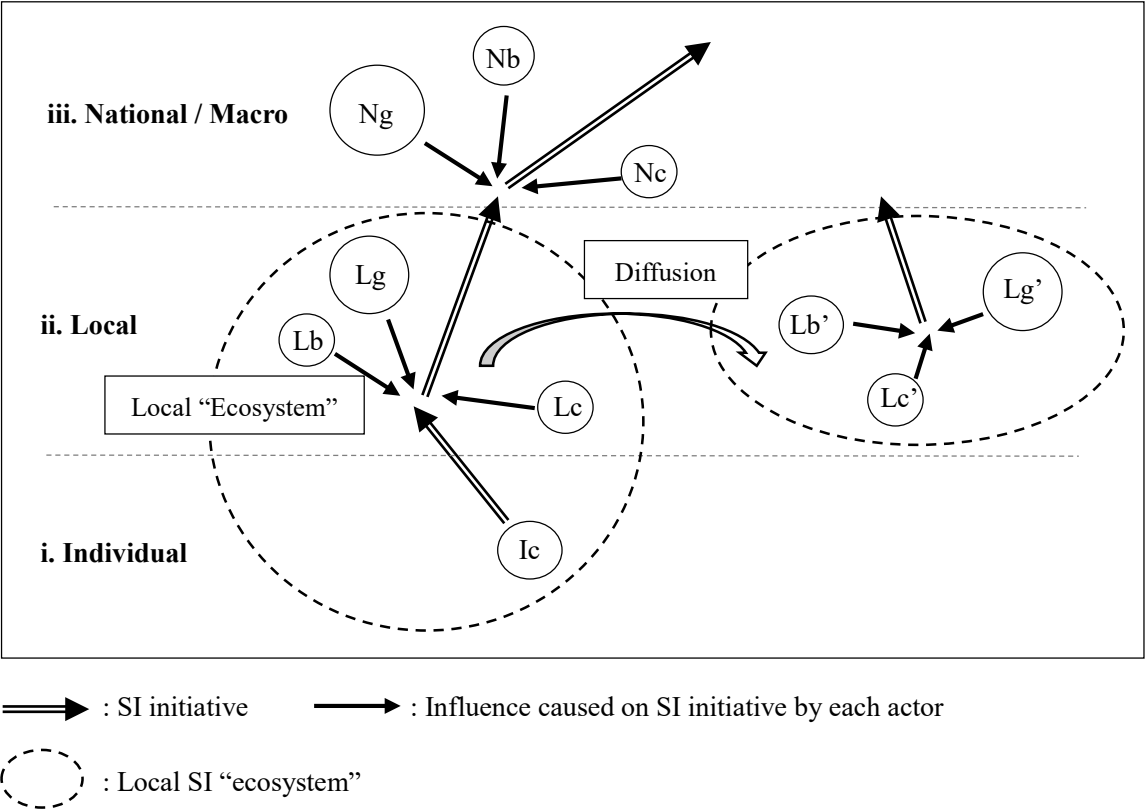 Nb
Ng
iii. National / Macro
Nc
Diffusion
Lg
Lg’
ii. Local
Lb
Lb’
Lc’
Local “Ecosystem”
Lc
i. Individual
Ic
: SI initiative
: Influence caused on SI initiative by each actor
: Local SI “ecosystem”